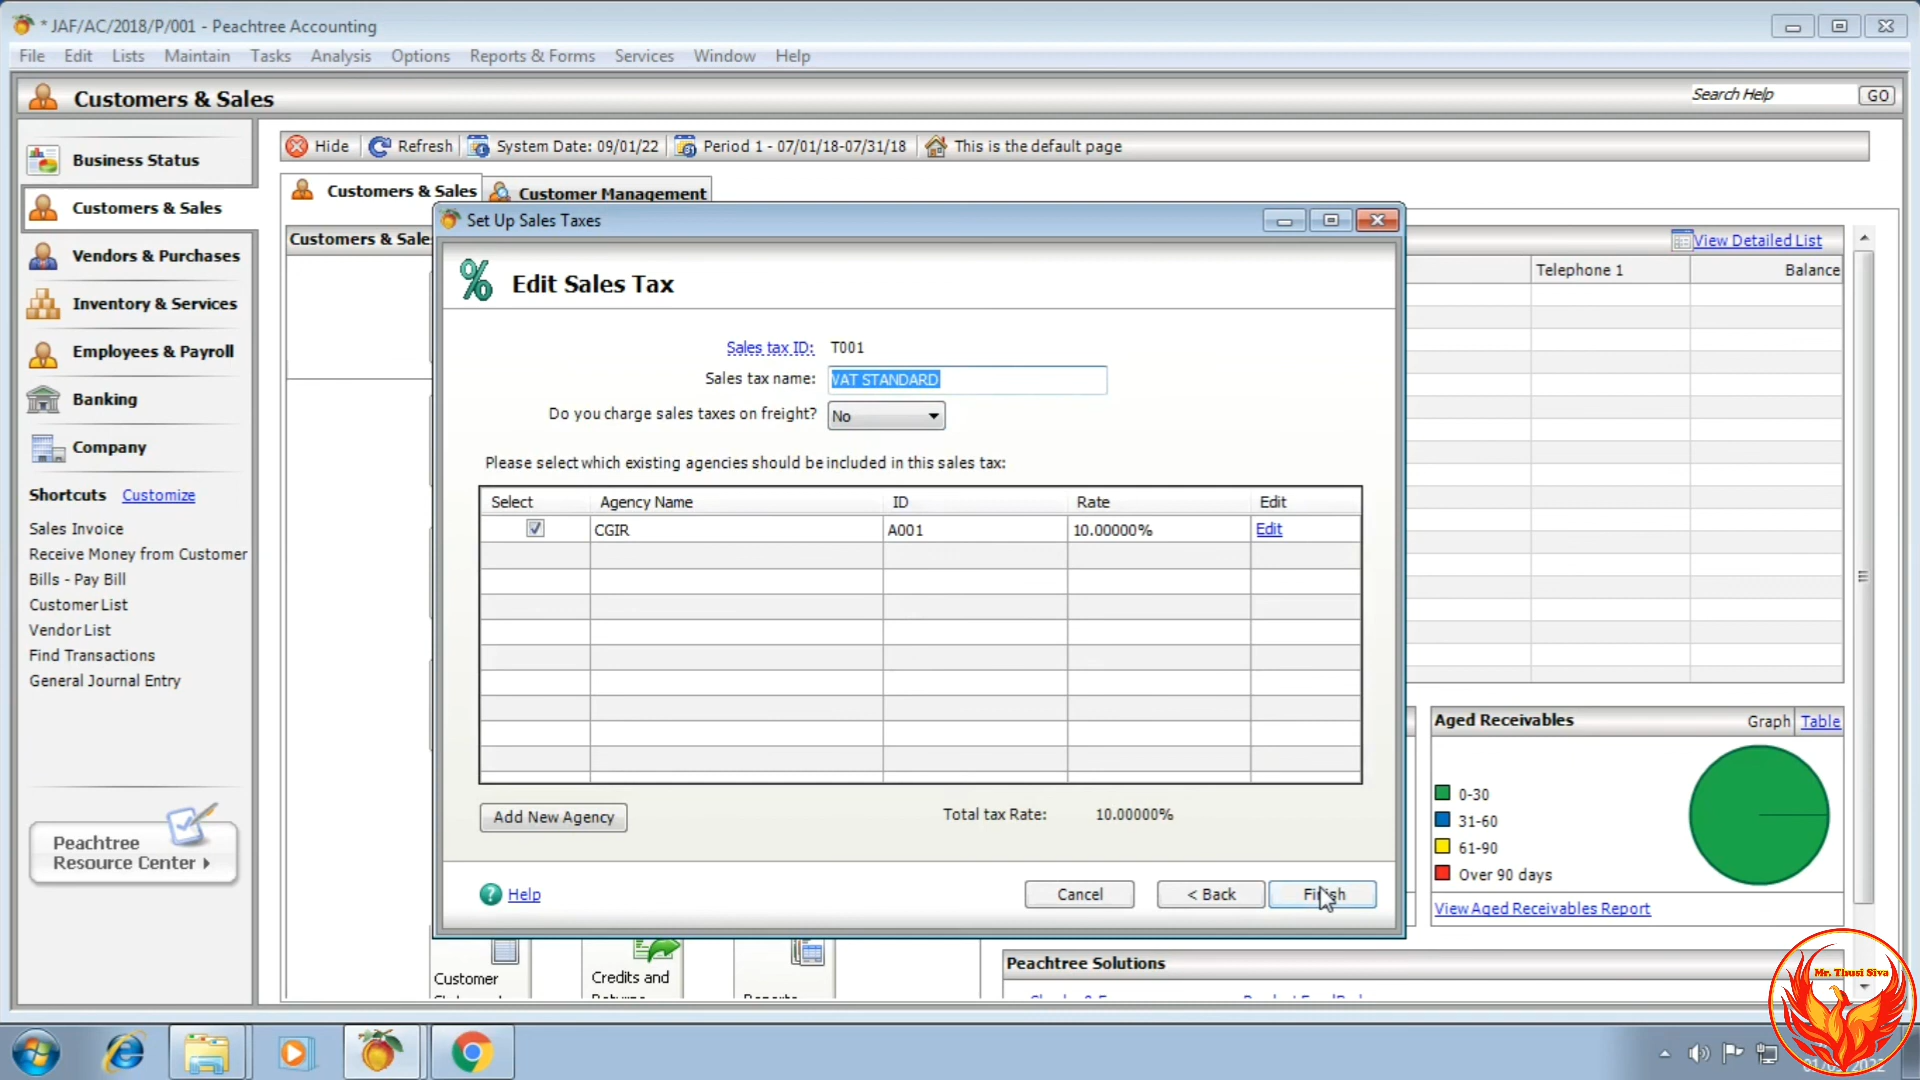 * JAF/AC/2018/P/001 - Peachtree Accounting
File Edit Lists Maintain Tasks Analysis Options Reports & Forms Services Window Help
Customers & Sales
Search Help
GO
Business Status
Customers & Sales
Vendors & Purchases
Inventory & Services
Employees & Payroll
Banking
Company
Shortcuts Customize
Sales Invoice
Receive Money from Customer
Bills - Pay Bill
Customer List
Vendor List
Find Transactions
General Journal Entry
Peachtree
Resource Center
Hide Refresh System Date: 09/01/22 Period 1 - 07/01/18-07/31/18 This is the default page
Customers & Sales Customer Management
Customers & Sale
View Detailed List
Telephone 1 Balance
Set Up Sales Taxes
Edit Sales Tax
Sales tax ID: T001
Sales tax name: VAT STANDARD
Do you charge sales taxes on freight? No
Please select which existing agencies should be included in this sales tax:
Select Agency Name ID Rate Edit
CGIR A001 10.00000% Edit
Add New Agency
Total tax Rate: 10.00000%
Help
Cancel
< Back
Finish
Aged Receivables Graph Table
0-30
31-60
61-90
Over 90 days
View Aged Receivables Report
Customer
Credits and
Peachtree Solutions
Mr. Thusi Siva